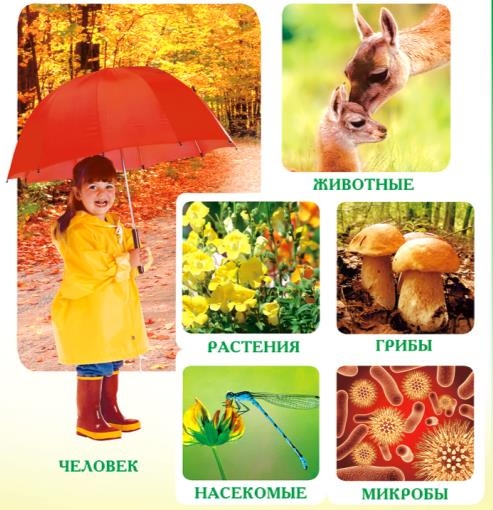 ЖИВОТНЫЕ
РАСТЕНИЯ
ГРИБЫ
ЧЕЛОВЕК
НАСЕКОМЫЕ
МИКРОБЫ